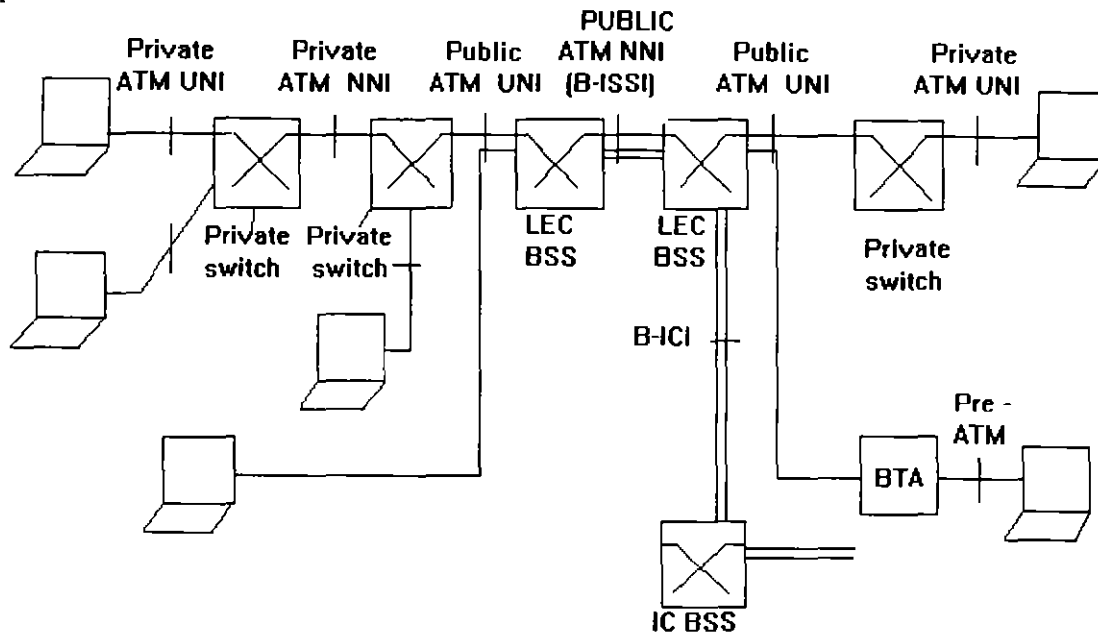 Private
ATM UNI
Private
ATM NNI
Public
ATM UNI
PUBLIC
ATM NNI
(B-ISSI)
Public
ATM UNI
Private
ATM UNI
Private
switch
Private
switch
LEC
BSS
LEC
BSS
Private
switch
B-ICI
Pre -
ATM
BTA
IC BSS